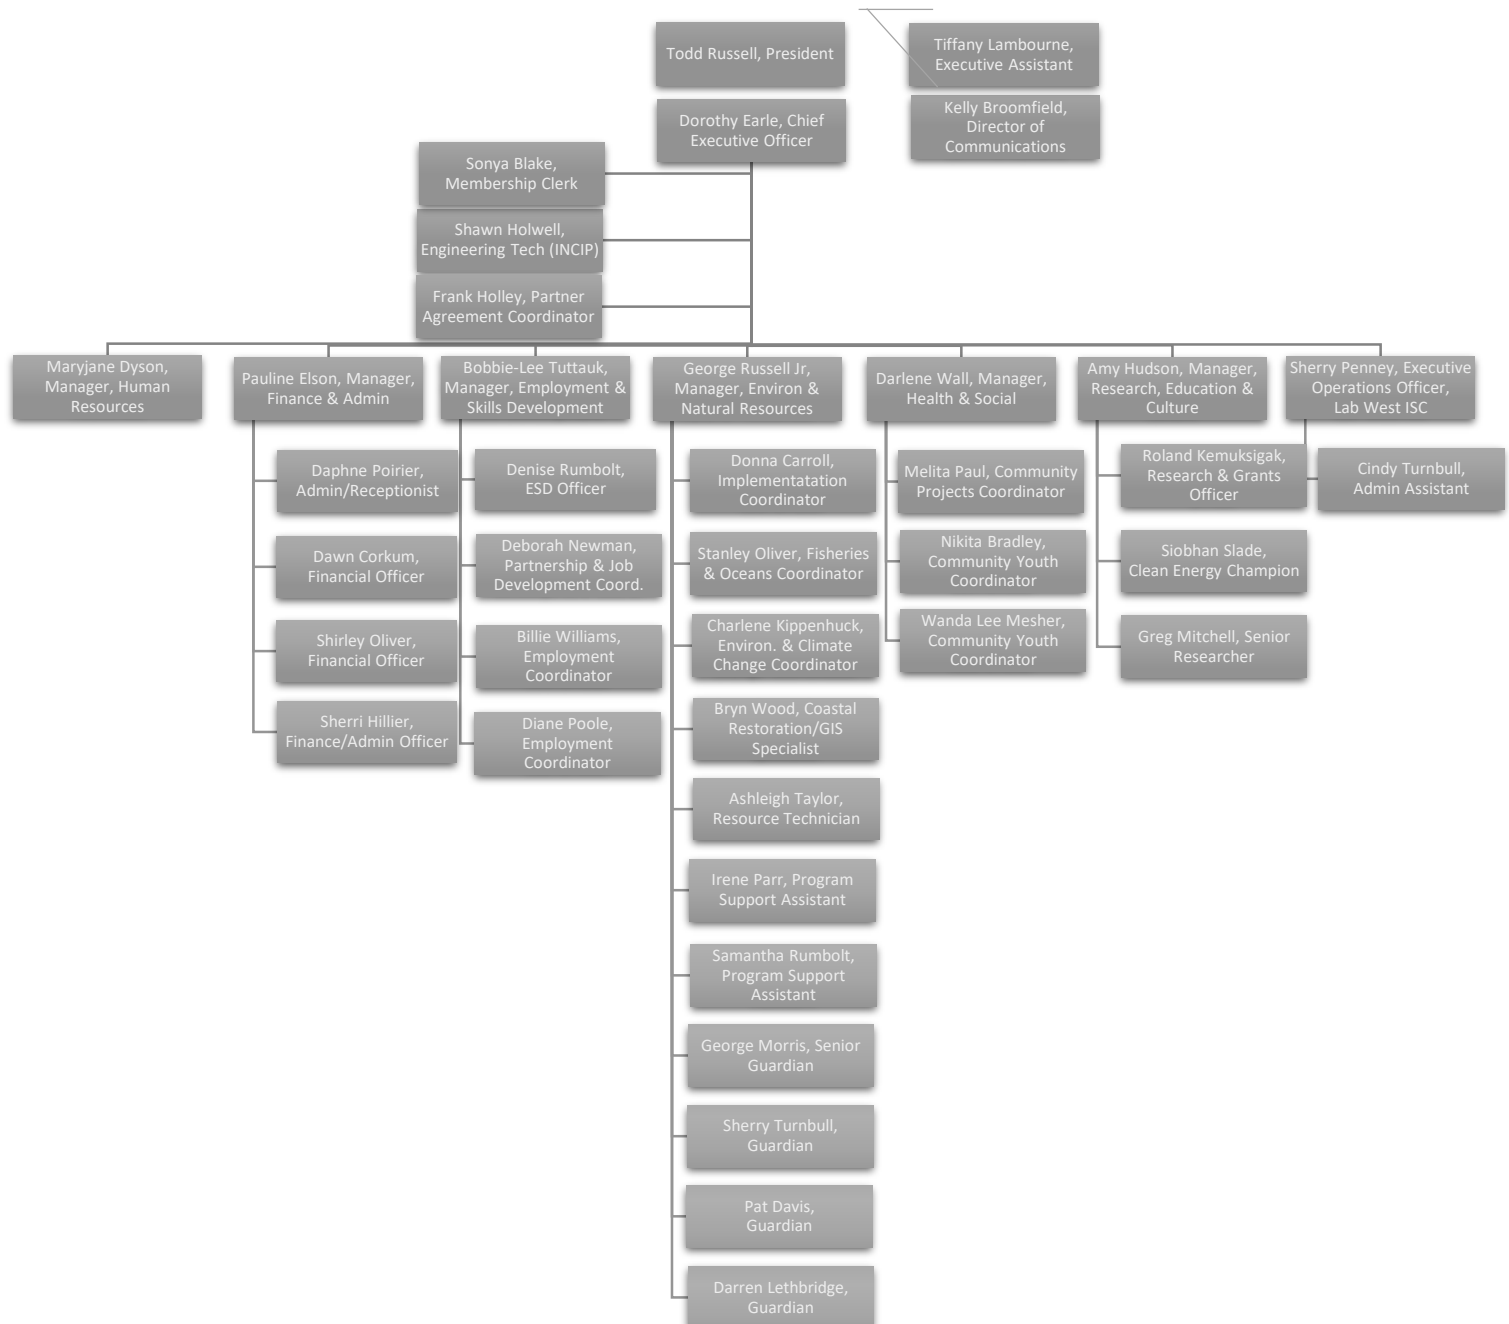 Todd Russell, President
Tiffany Lambourne,
Executive Assistant
Dorothy Earle, Chief
Executive Officer
Kelly Broomfield,
Director of
Communications
Sonya Blake,
Membership Clerk
Shawn Holwell,
Engineering Tech (INCIP)
Frank Holley, Partner
Agreement Coordinator
Maryjane Dyson,
Manager, Human
Resources
Pauline Elson, Manager,
Finance & Admin
Bobbie-Lee Tuttauk,
Manager, Employment &
Skills Development
George Russell Jr,
Manager, Environ &
Natural Resources
Darlene Wall, Manager,
Health & Social
Amy Hudson, Manager,
Research, Education &
Culture
Sherry Penney, Executive
Operations Officer,
Lab West ISC
Daphne Poirier,
Admin/Receptionist
Dawn Corkum,
Financial Officer
Shirley Oliver,
Financial Officer
Sherri Hillier,
Finance/Admin Officer
Denise Rumbolt,
ESD Officer
Deborah Newman,
Partnership & Job
Development Coord.
Billie Williams,
Employment
Coordinator
Diane Poole,
Employment
Coordinator
Donna Carroll,
Implementatation
Coordinator
Stanley Oliver, Fisheries
& Oceans Coordinator
Charlene Kippenhuck,
Environ. & Climate
Change Coordinator
Bryn Wood, Coastal
Restoration/GIS
Specialist
Ashleigh Taylor,
Resource Technician
Irene Parr, Program
Support Assistant
Samantha Rumbolt,
Program Support
Assistant
George Morris, Senior
Guardian
Sherry Turnbull,
Guardian
Pat Davis,
Guardian
Darren Lethbridge,
Guardian
Melita Paul, Community
Projects Coordinator
Nikita Bradley,
Community Youth
Coordinator
Wanda Lee Mesher,
Community Youth
Coordinator
Roland Kemuksigak,
Research & Grants
Officer
Siobhan Slade,
Clean Energy Champion
Greg Mitchell, Senior
Researcher
Cindy Turnbull,
Admin Assistant